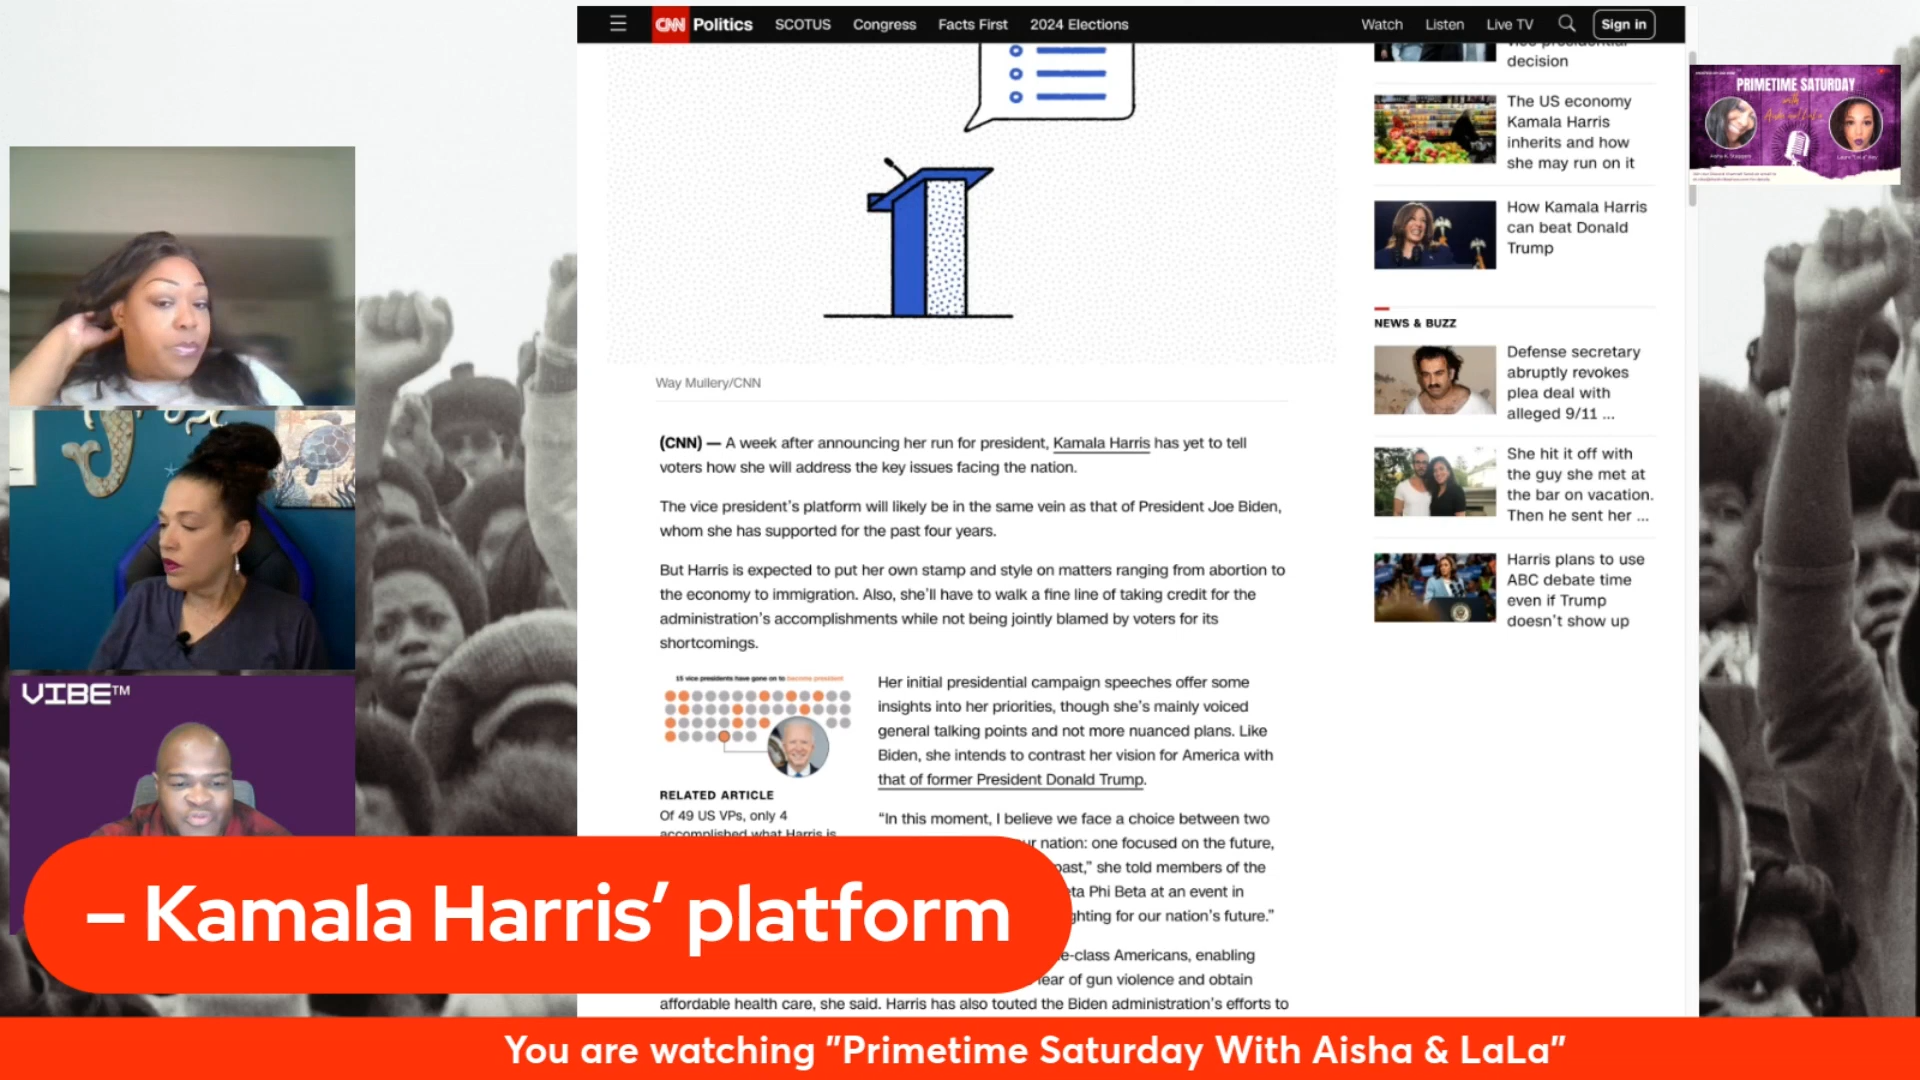 CNN Politics SCOTUS Congress Facts First 2024 Elections Watch Listen Live TV Sign in
decision
The US economy
Kamala Harris
inherits and how
she may run on it
How Kamala Harris
can beat Donald
Trump
NEWS & BUZZ
Defense secretary
abruptly revokes
plea deal with
alleged 9/11 ...
She hit it off with
the guy she met at
the bar on vacation.
Then he sent her ...
Harris plans to use
ABC debate time
even if Trump
doesn't show up
PRIMETIME SATURDAY
with
Way Mullery/CNN
(CNN) — A week after announcing her run for president, Kamala Harris has yet to tell
voters how she will address the key issues facing the nation.
The vice president's platform will likely be in the same vein as that of President Joe Biden,
whom she has supported for the past four years.
But Harris is expected to put her own stamp and style on matters ranging from abortion to
the economy to immigration. Also, she'll have to walk a fine line of taking credit for the
administration's accomplishments while not being jointly blamed by voters for its
shortcomings.
15 vice presidents have gone on to become president
RELATED ARTICLE
Of 49 US VPs, only 4
accomplished what Harris is
Her initial presidential campaign speeches offer some
insights into her priorities, though she's mainly voiced
general talking points and not more nuanced plans. Like
Biden, she intends to contrast her vision for America with
that of former President Donald Trump.
“In this moment, I believe we face a choice between two
nation: one focused on the future,
past,” she told members of the
Phi Beta at an event in
for our nation's future.”
-class Americans, enabling
of gun violence and obtain
affordable health care, she said. Harris has also touted the Biden administration's efforts to
VIBE™
– Kamala Harris’ platform
You are watching "Primetime Saturday With Aisha & LaLa"